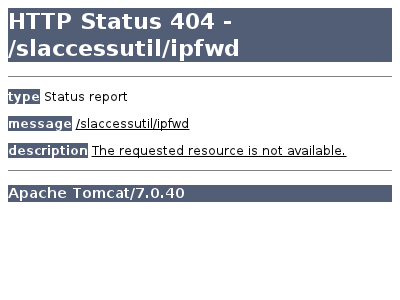 HTTP Status 404 -
/slaccessutil/ipfwd
type Status report
message /slaccessutil/ipfwd
description The requested resource is not available.
Apache Tomcat/7.0.40